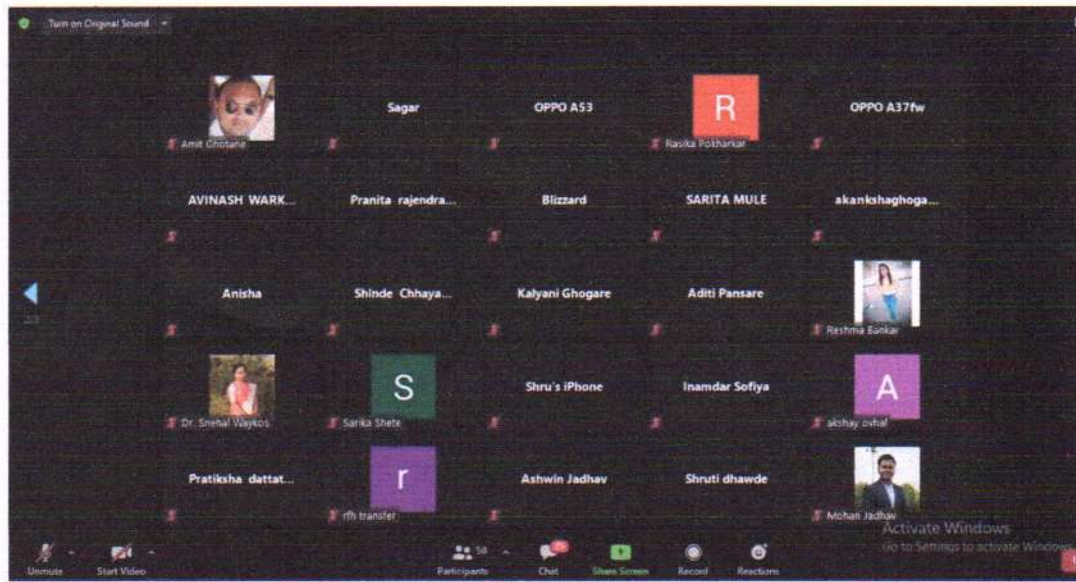 Turn on Original Sound
Amit Ghotane
Sagar
OPPO A53
R
Rasika Pokharkar
OPPO A37fw
AVINASH WARK...
Pranita rajendra...
Blizzard
SARITA MULE
akankshaghoga...
Anisha
Shinde Chhaya...
Kalyani Ghogare
Aditi Pansare
Reshma Bankar
Dr. Snehal Waykos
S
Sarika Shete
Shru's iPhone
Inamdar Sofiya
A
akshay ovhal
Pratiksha dattat...
r
rfh transfer
Ashwin Jadhav
Shruti dhawde
Mohan Jadhav
Activate Windows
Go to Settings to activate Windows
Unmute
Start Video
58
Participants
Chat
Share Screen
Record
Reactions